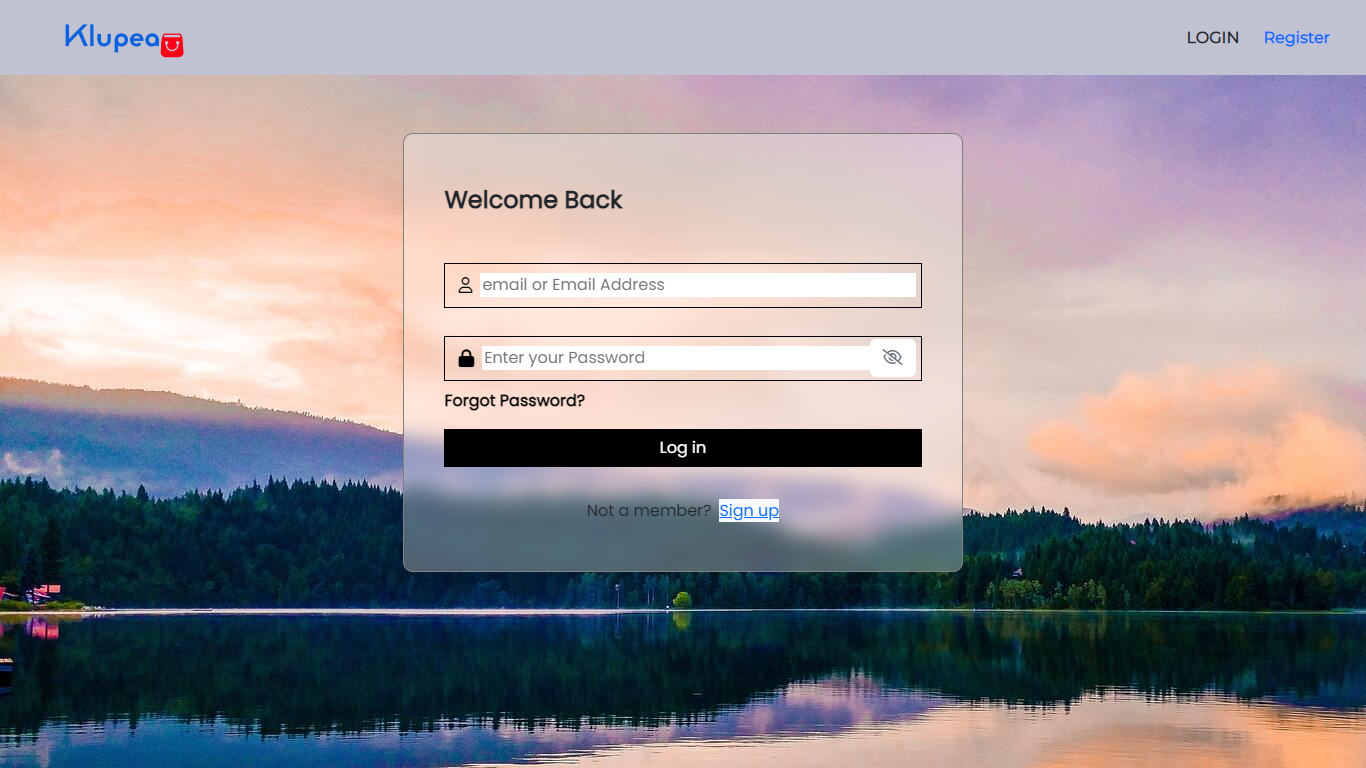 Klupea
LOGIN Register
Welcome Back
email or Email Address
Enter your Password
Forgot Password?
Log in
Not a member? Sign up